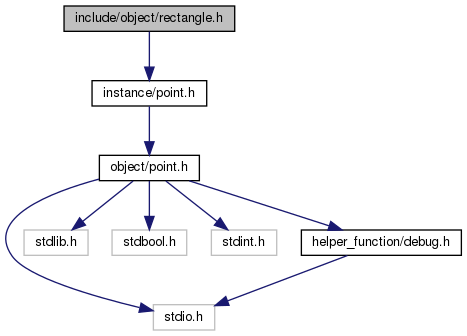 include/object/rectangle.h
instance/point.h
object/point.h
stdlib.h
stdbool.h
stdint.h
helper_function/debug.h
stdio.h